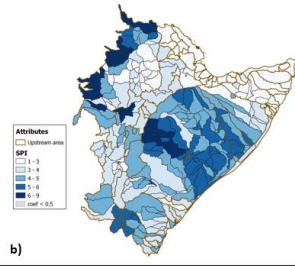 Attributes
Upstream area
SPI
1 - 3
3 - 4
4 - 5
5 - 6
6 - 9
coef < 0.5
b)